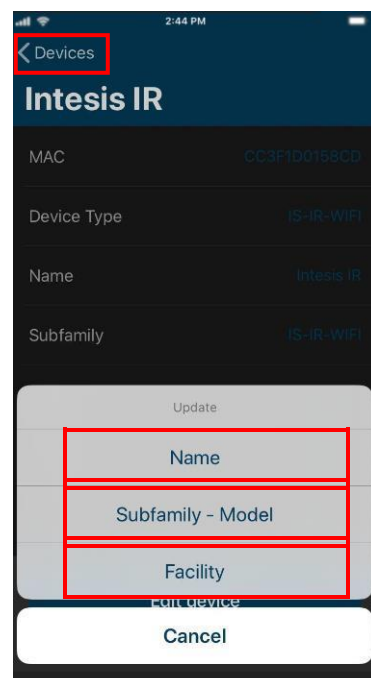 2:44 PM
Devices
Intesis IR
MAC CC3F1D0158CD
Device Type IS-IR-WIFI
Name Intesis IR
Subfamily IS-IR-WIFI
Update
Name
Subfamily - Model
Facility
Edit device
Cancel